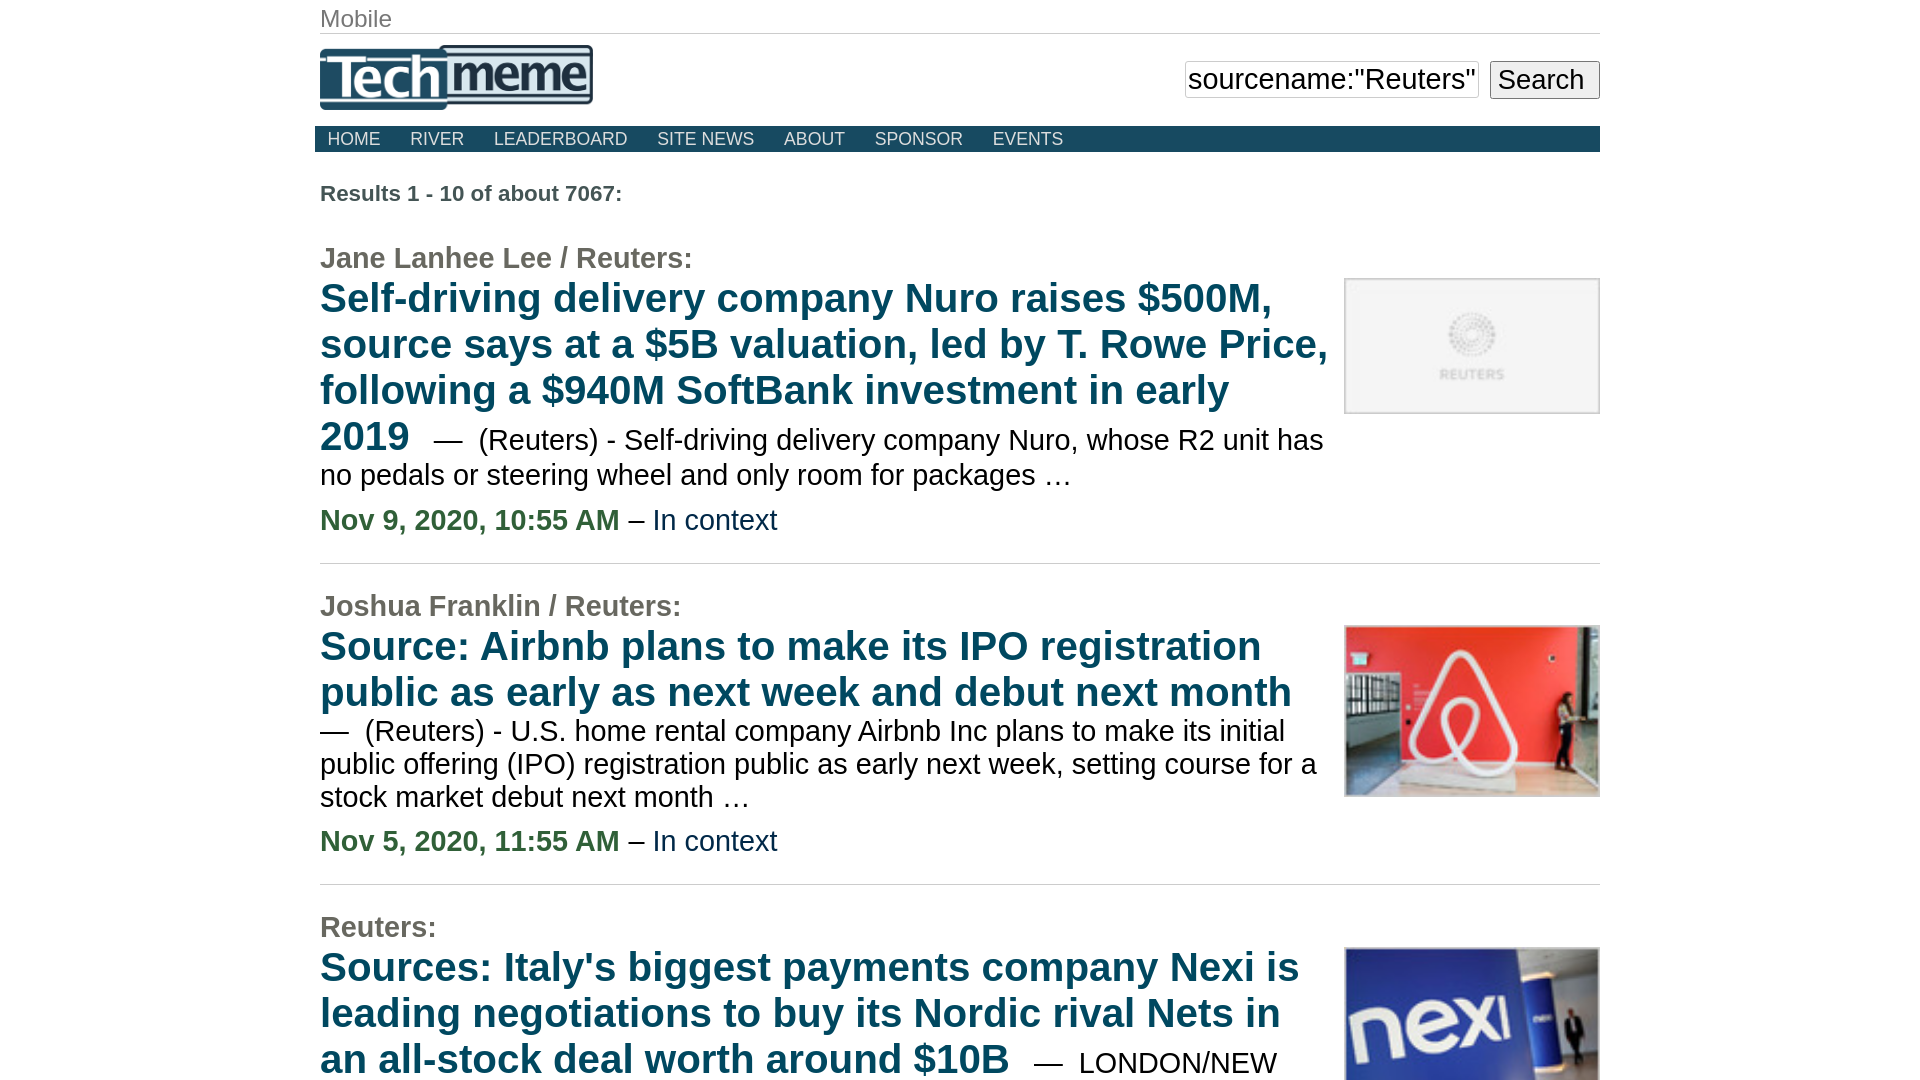 Mobile
Techmeme
sourcename:"Reuters" Search
HOME RIVER LEADERBOARD SITE NEWS ABOUT SPONSOR EVENTS
Results 1 - 10 of about 7067:
Jane Lanhee Lee / Reuters:
Self-driving delivery company Nuro raises $500M,
source says at a $5B valuation, led by T. Rowe Price,
following a $940M SoftBank investment in early
2019 — (Reuters) - Self-driving delivery company Nuro, whose R2 unit has
no pedals or steering wheel and only room for packages …
REUTERS
Nov 9, 2020, 10:55 AM – In context
Joshua Franklin / Reuters:
Source: Airbnb plans to make its IPO registration
public as early as next week and debut next month
— (Reuters) - U.S. home rental company Airbnb Inc plans to make its initial
public offering (IPO) registration public as early next week, setting course for a
stock market debut next month …
Nov 5, 2020, 11:55 AM – In context
Reuters:
Sources: Italy's biggest payments company Nexi is
leading negotiations to buy its Nordic rival Nets in
an all-stock deal worth around $10B — LONDON/NEW
nexi